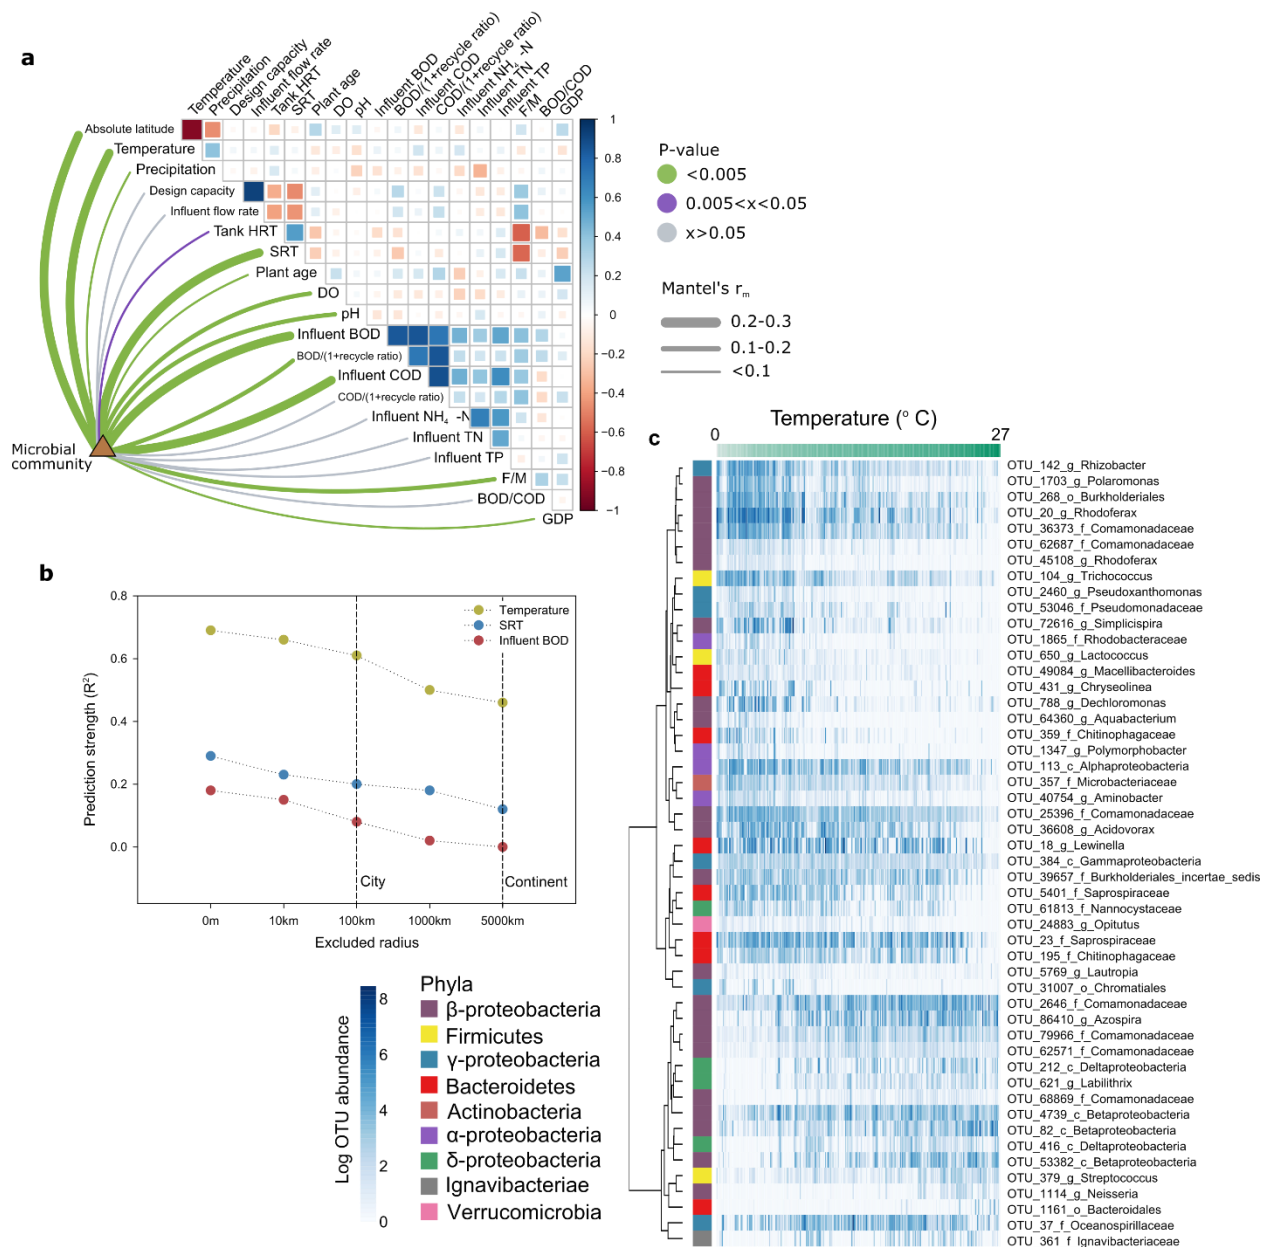 a
Temperature
Precipitation
Design capacity
Influent flow rate
Tank HRT
SRT
Plant age
DO
pH
Influent BOD
BOD/(1+recycle ratio)
Influent COD
COD/(1+recycle ratio)
Influent NH₄ -N
Influent TN
Influent TP
F/M
BOD/COD
GDP
Absolute latitude
Temperature
Precipitation
Design capacity
Influent flow rate
Tank HRT
SRT
Plant age
DO
pH
Influent BOD
BOD/(1+recycle ratio)
Influent COD
COD/(1+recycle ratio)
Influent NH₄ -N
Influent TN
Influent TP
F/M
BOD/COD
GDP
Microbial
community
1
0.8
0.6
0.4
0.2
0
−0.2
−0.4
−0.6
−0.8
−1
P-value
<0.005
0.005<x<0.05
x>0.05
Mantel's rₘ
0.2-0.3
0.1-0.2
<0.1
b
0.8
0.6
0.4
0.2
0.0
Prediction strength (R²)
Temperature
SRT
Influent BOD
City
Continent
0m
10km
100km
1000km
5000km
Excluded radius
Log OTU abundance
8
6
4
2
0
Phyla
β-proteobacteria
Firmicutes
γ-proteobacteria
Bacteroidetes
Actinobacteria
α-proteobacteria
δ-proteobacteria
Ignavibacteriae
Verrucomicrobia
c
Temperature (° C)
0
27
OTU_142_g_Rhizobacter
OTU_1703_g_Polaromonas
OTU_268_o_Burkholderiales
OTU_20_g_Rhodoferax
OTU_36373_f_Comamonadaceae
OTU_62687_f_Comamonadaceae
OTU_45108_g_Rhodoferax
OTU_104_g_Trichococcus
OTU_2460_g_Pseudoxanthomonas
OTU_53046_f_Pseudomonadaceae
OTU_72616_g_Simplicispira
OTU_1865_f_Rhodobacteraceae
OTU_650_g_Lactococcus
OTU_49084_g_Macellibacteroides
OTU_431_g_Chryseolinea
OTU_788_g_Dechloromonas
OTU_64360_g_Aquabacterium
OTU_359_f_Chitinophagaceae
OTU_1347_g_Polymorphobacter
OTU_113_c_Alphaproteobacteria
OTU_357_f_Microbacteriaceae
OTU_40754_g_Aminobacter
OTU_25396_f_Comamonadaceae
OTU_36608_g_Acidovorax
OTU_18_g_Lewinella
OTU_384_c_Gammaproteobacteria
OTU_39657_f_Burkholderiales_incertae_sedis
OTU_5401_f_Saprospiraceae
OTU_61813_f_Nannocystaceae
OTU_24883_g_Opitutus
OTU_23_f_Saprospiraceae
OTU_195_f_Chitinophagaceae
OTU_5769_g_Lautropia
OTU_31007_o_Chromatiales
OTU_2646_f_Comamonadaceae
OTU_86410_g_Azospira
OTU_79966_f_Comamonadaceae
OTU_62571_f_Comamonadaceae
OTU_212_c_Deltaproteobacteria
OTU_621_g_Labilithrix
OTU_68869_f_Comamonadaceae
OTU_4739_c_Betaproteobacteria
OTU_82_c_Betaproteobacteria
OTU_416_c_Deltaproteobacteria
OTU_53382_c_Betaproteobacteria
OTU_379_g_Streptococcus
OTU_1114_g_Neisseria
OTU_1161_o_Bacteroidales
OTU_37_f_Oceanospirillaceae
OTU_361_f_Ignavibacteriaceae